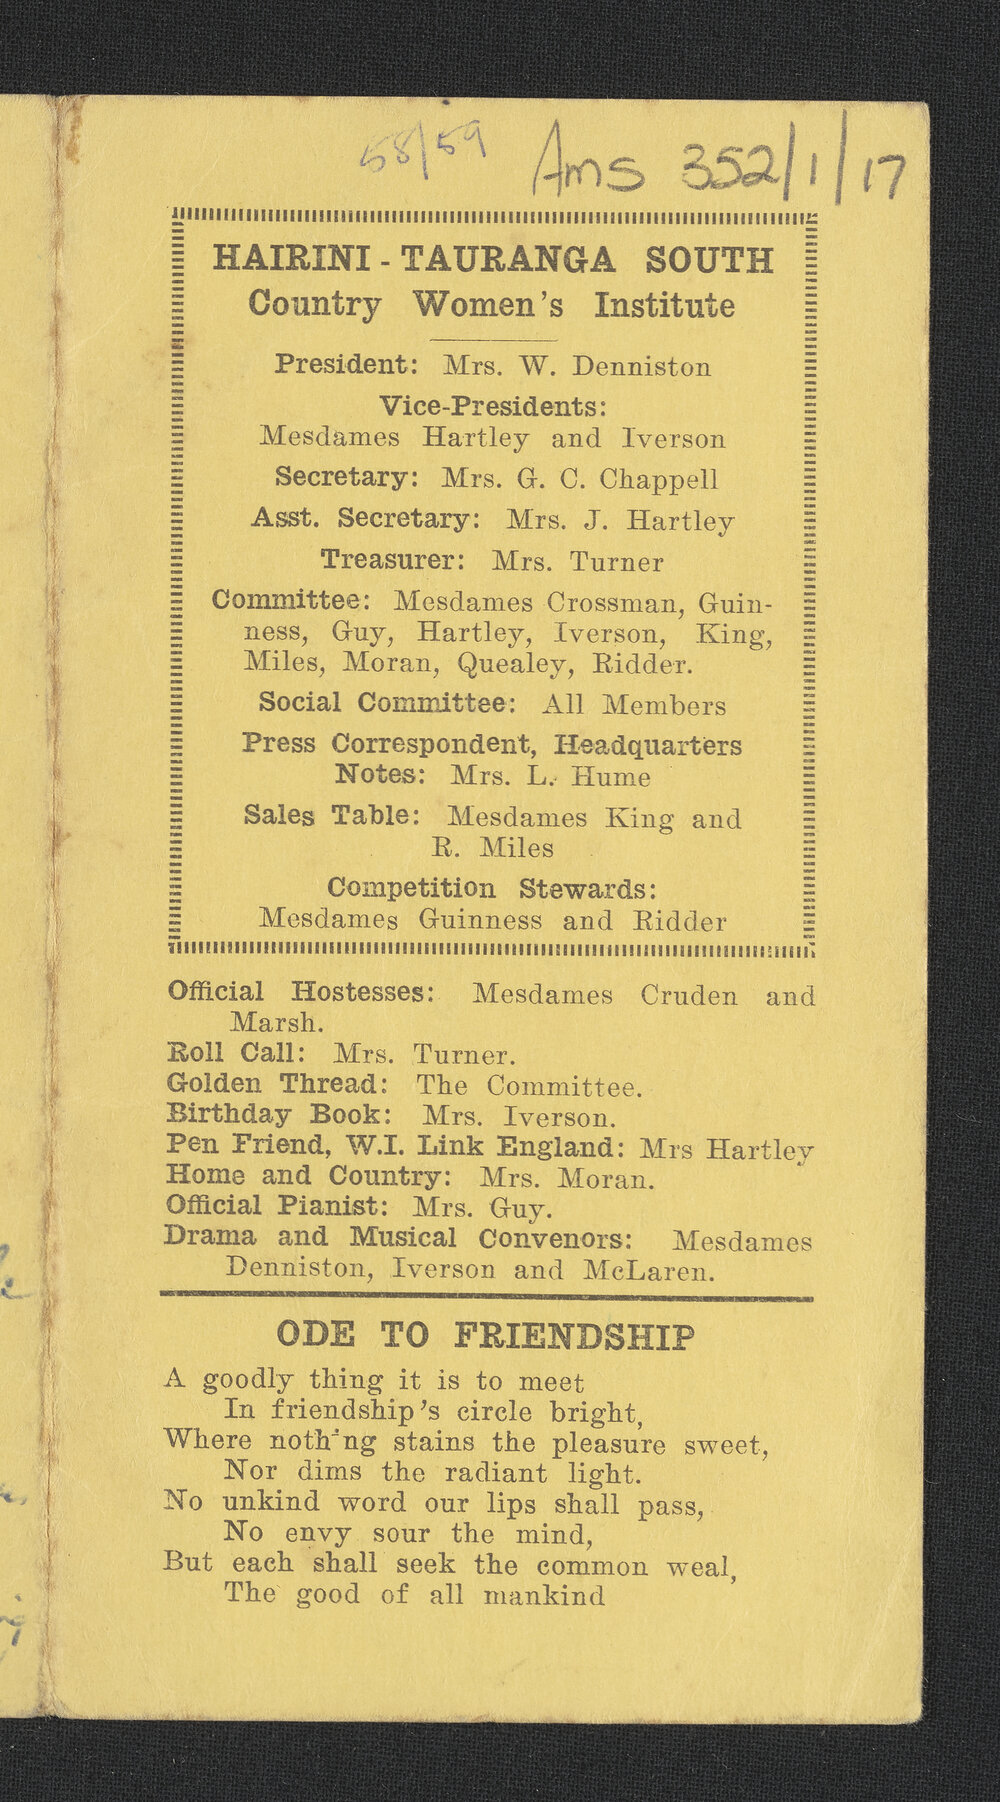 58/59 Ams 352/1/17
HAIRINI - TAURANGA SOUTH
Country Women's Institute
President: Mrs. W. Denniston
Vice-Presidents:
Mesdames Hartley and Iverson
Secretary: Mrs. G. C. Chappell
Asst. Secretary: Mrs. J. Hartley
Treasurer: Mrs. Turner
Committee: Mesdames Crossman, Guin-
ness, Guy, Hartley, Iverson, King,
Miles, Moran, Quealey, Ridder.
Social Committee: All Members
Press Correspondent, Headquarters
Notes: Mrs. L. Hume
Sales Table: Mesdames King and
R. Miles
Competition Stewards:
Mesdames Guinness and Ridder
Official Hostesses: Mesdames Cruden and
Marsh.
Roll Call: Mrs. Turner.
Golden Thread: The Committee.
Birthday Book: Mrs. Iverson.
Pen Friend, W.I. Link England: Mrs Hartley
Home and Country: Mrs. Moran.
Official Pianist: Mrs. Guy.
Drama and Musical Convenors: Mesdames
Denniston, Iverson and McLaren.
ODE TO FRIENDSHIP
A goodly thing it is to meet
In friendship's circle bright,
Where nothing stains the pleasure sweet,
Nor dims the radiant light.
No unkind word our lips shall pass,
No envy sour the mind,
But each shall seek the common weal,
The good of all mankind